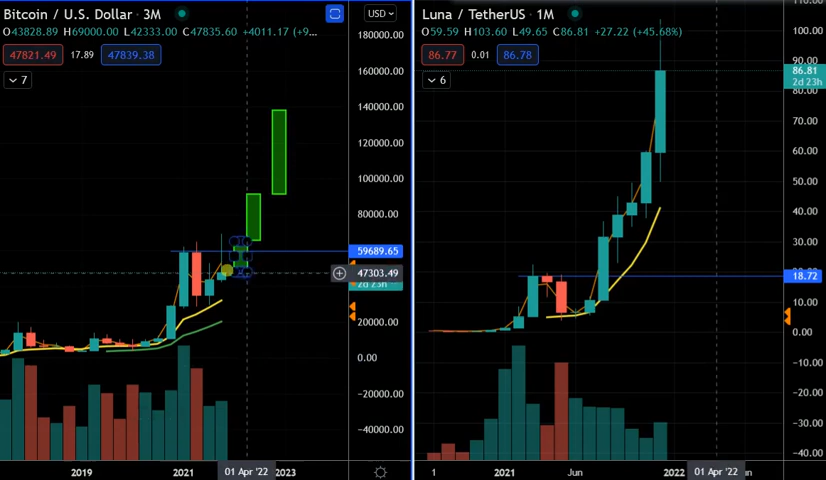 Bitcoin / U.S. Dollar · 3M
O43828.89 H69000.00 L42333.00 C47835.60 +4011.17 (+9...
47821.49 17.89 47839.38
7
USD
180000.00
160000.00
140000.00
120000.00
100000.00
80000.00
59689.65
47303.49
2d 23h
20000.00
0.00
-20000.00
-40000.00
2019 2021 01 Apr '22 2023
Luna / TetherUS · 1M
O59.59 H103.60 L49.65 C86.81 +27.22 (+45.68%)
86.77 0.01 86.78
6
100.00
90.00
86.81
2d 23h
80.00
70.00
60.00
50.00
40.00
30.00
18.72
10.00
0.00
-10.00
-20.00
-30.00
-40.00
1 2021 Jun 2022 01 Apr '22